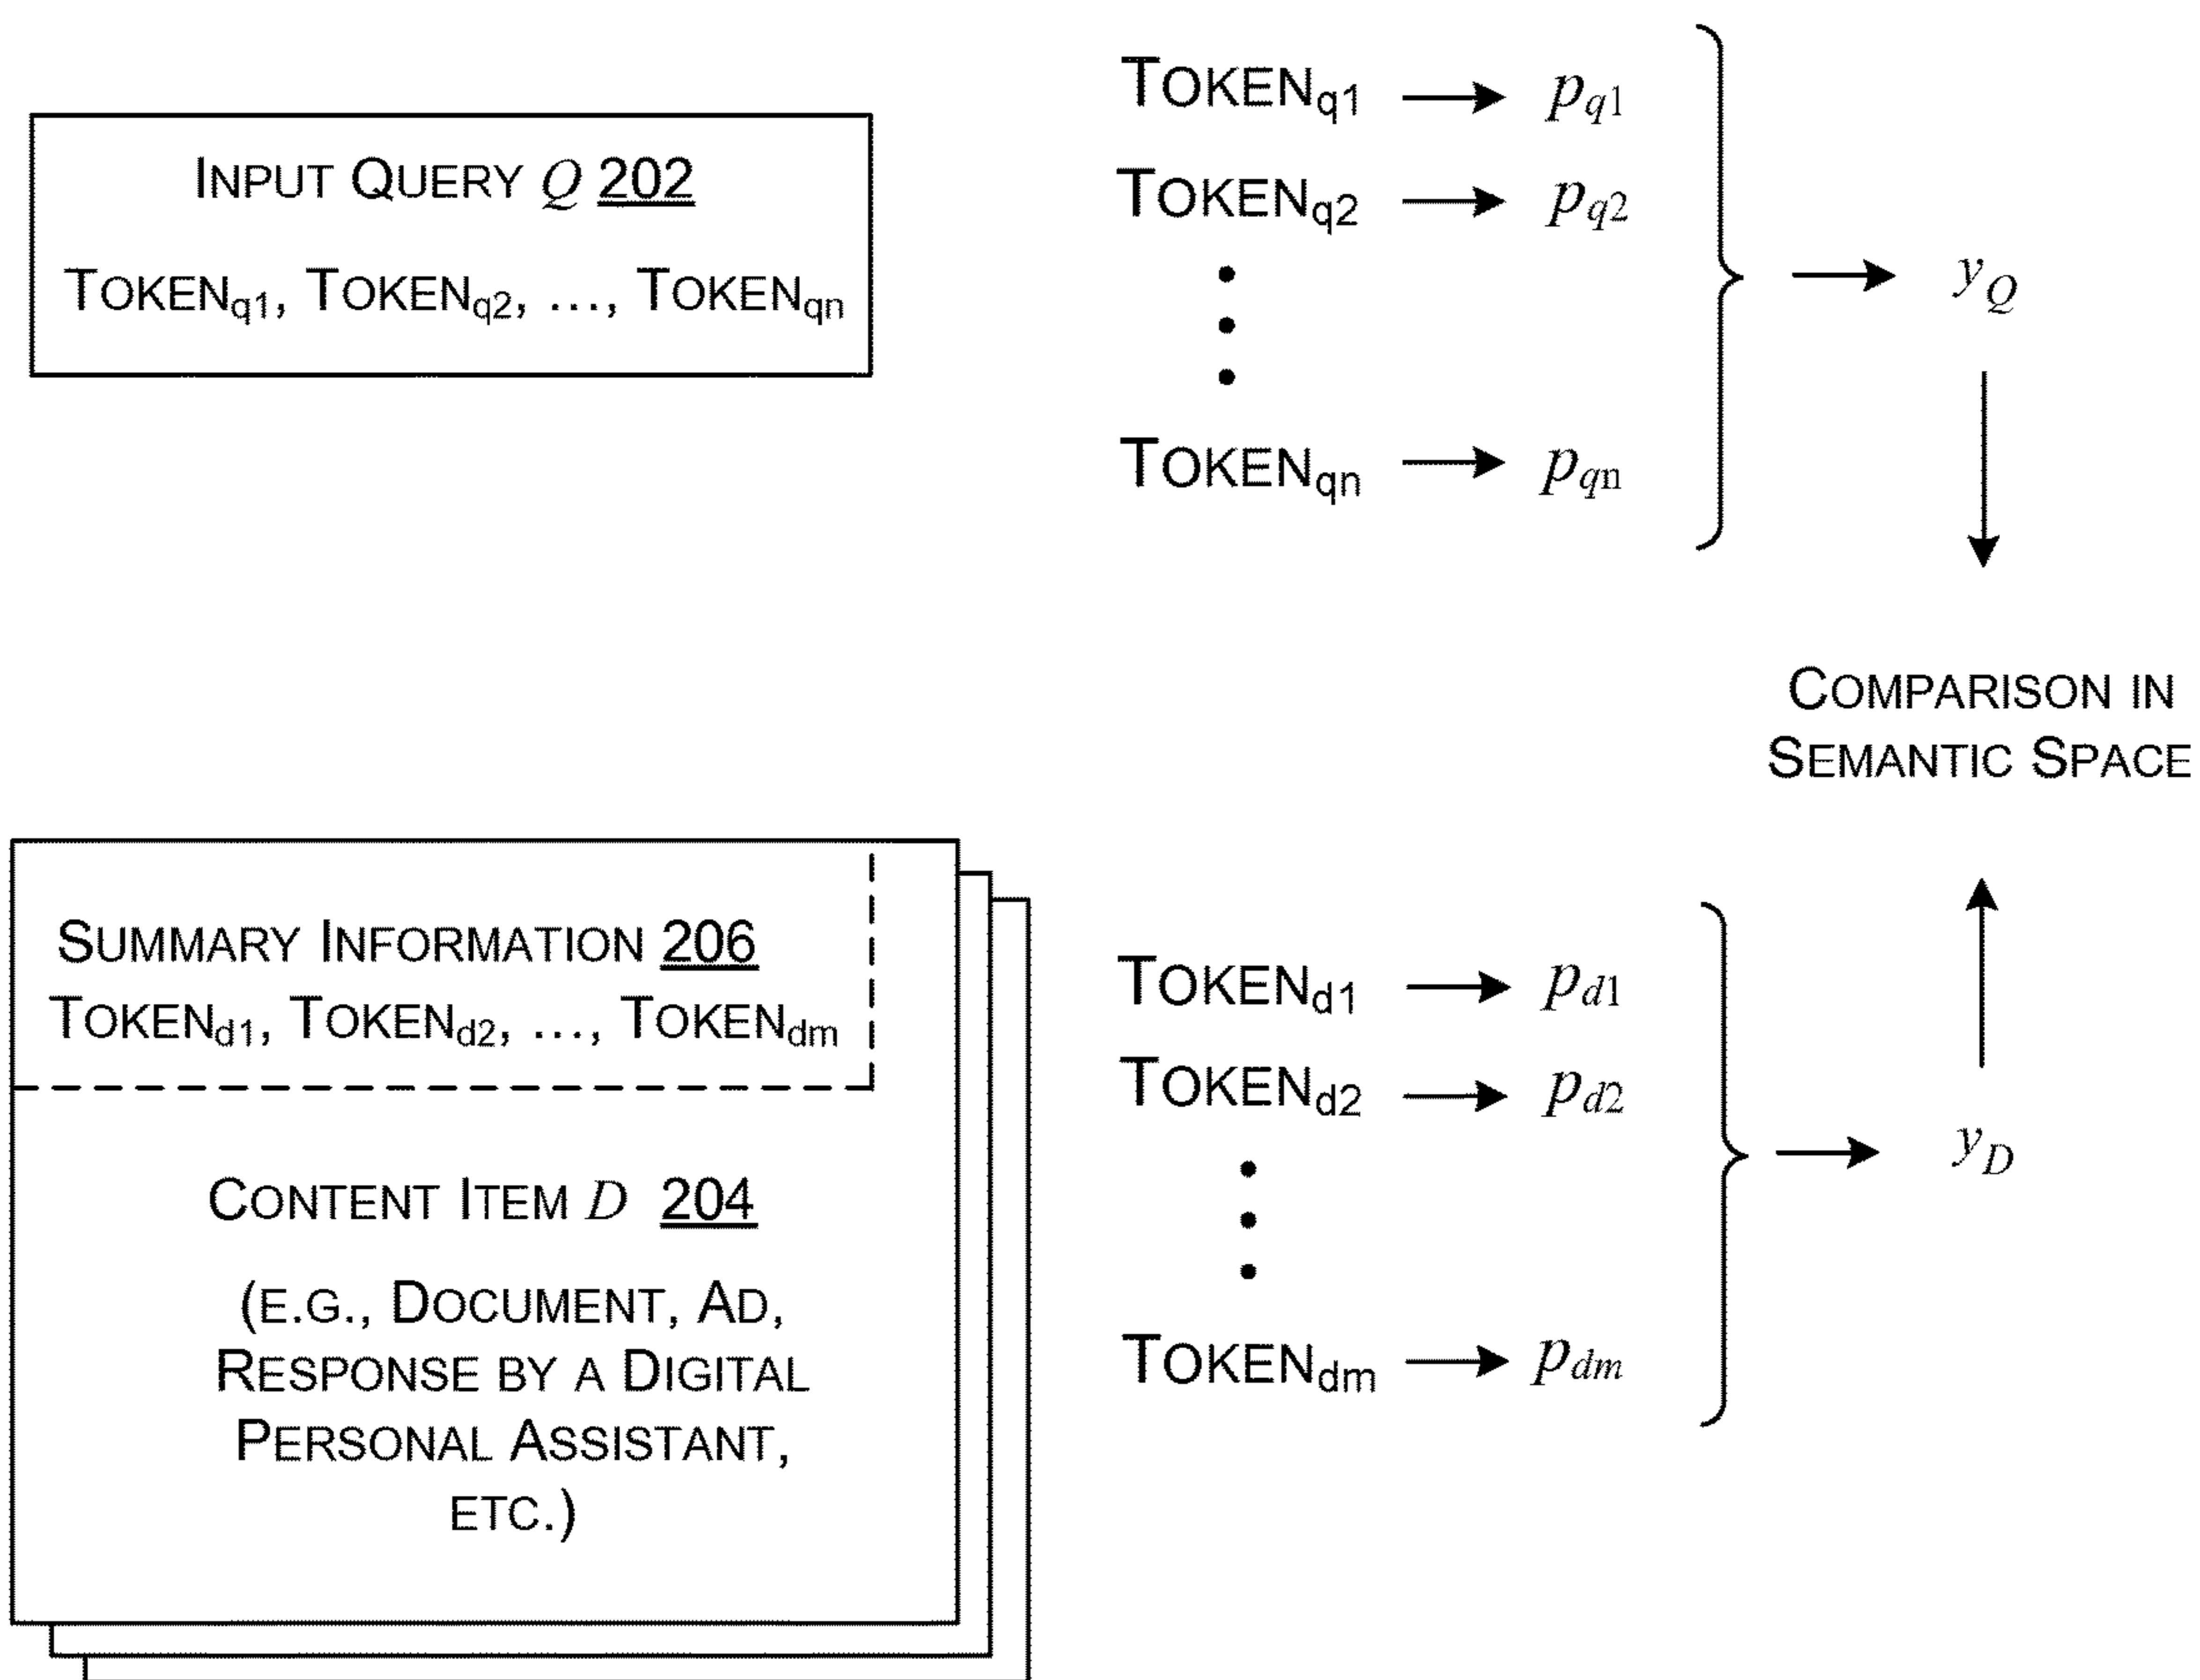 INPUT QUERY Q 202
TOKENq1, TOKENq2, ..., TOKENqn
TOKENq1 → pq1
TOKENq2 → pq2
TOKENqn → pqn
yQ
COMPARISON IN
SEMANTIC SPACE
SUMMARY INFORMATION 206
TOKENd1, TOKENd2, ..., TOKENdm
CONTENT ITEM D 204
(E.G., DOCUMENT, AD,
RESPONSE BY A DIGITAL
PERSONAL ASSISTANT,
ETC.)
TOKENd1 → pd1
TOKENd2 → pd2
TOKENdm → pdm
yD